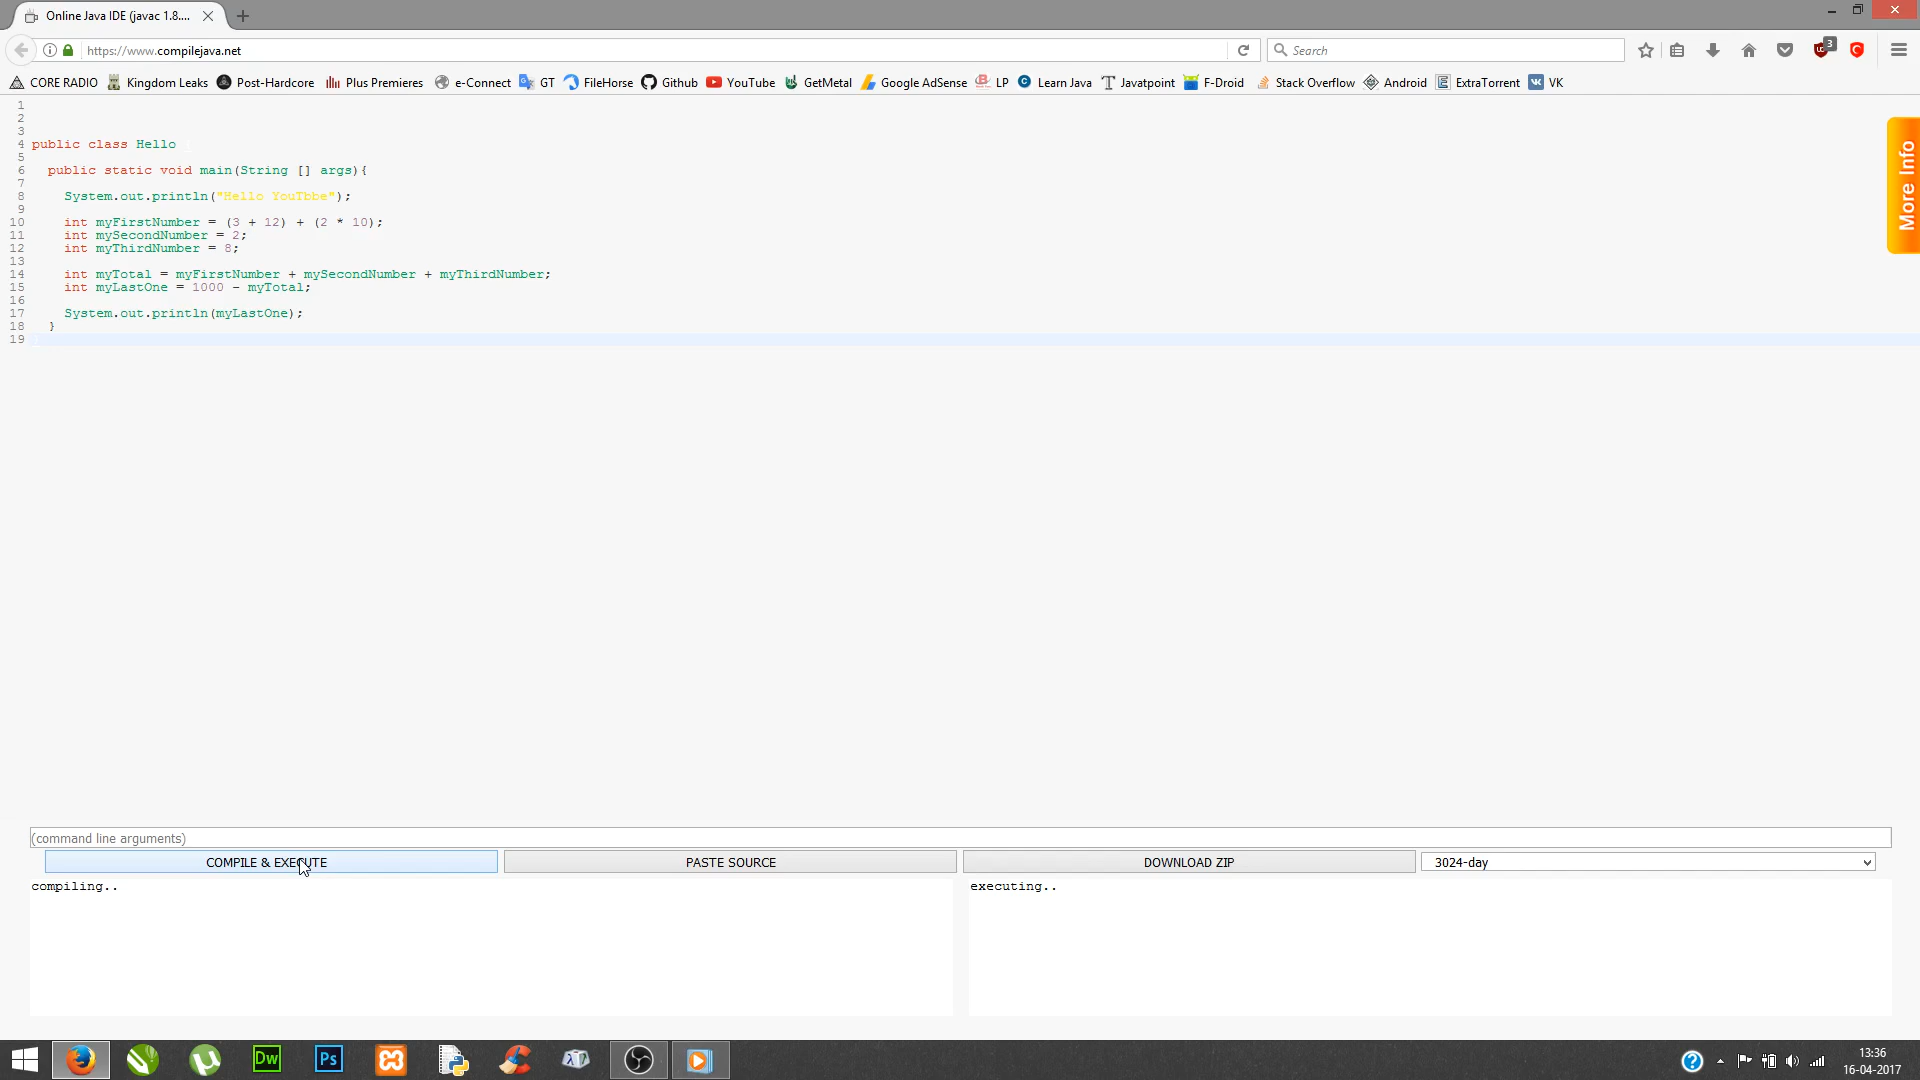 Online Java IDE (javac 1.8....
https://www.compilejava.net
Search
3
CORE RADIO Kingdom Leaks Post-Hardcore Plus Premieres e-Connect GT FileHorse Github YouTube GetMetal Google AdSense LP Learn Java Javatpoint F-Droid Stack Overflow Android ExtraTorrent VK
1
2
3
4 public class Hello {
5
6 public static void main(String [] args){
7
8 System.out.println("Hello YouTbbe");
9
10 int myFirstNumber = (3 + 12) + (2 * 10);
11 int mySecondNumber = 2;
12 int myThirdNumber = 8;
13
14 int myTotal = myFirstNumber + mySecondNumber + myThirdNumber;
15 int myLastOne = 1000 - myTotal;
16
17 System.out.println(myLastOne);
18 }
19 }
More Info
(command line arguments)
COMPILE & EXECUTE PASTE SOURCE DOWNLOAD ZIP 3024-day
compiling.. executing..
Dw Ps
13:36
16-04-2017